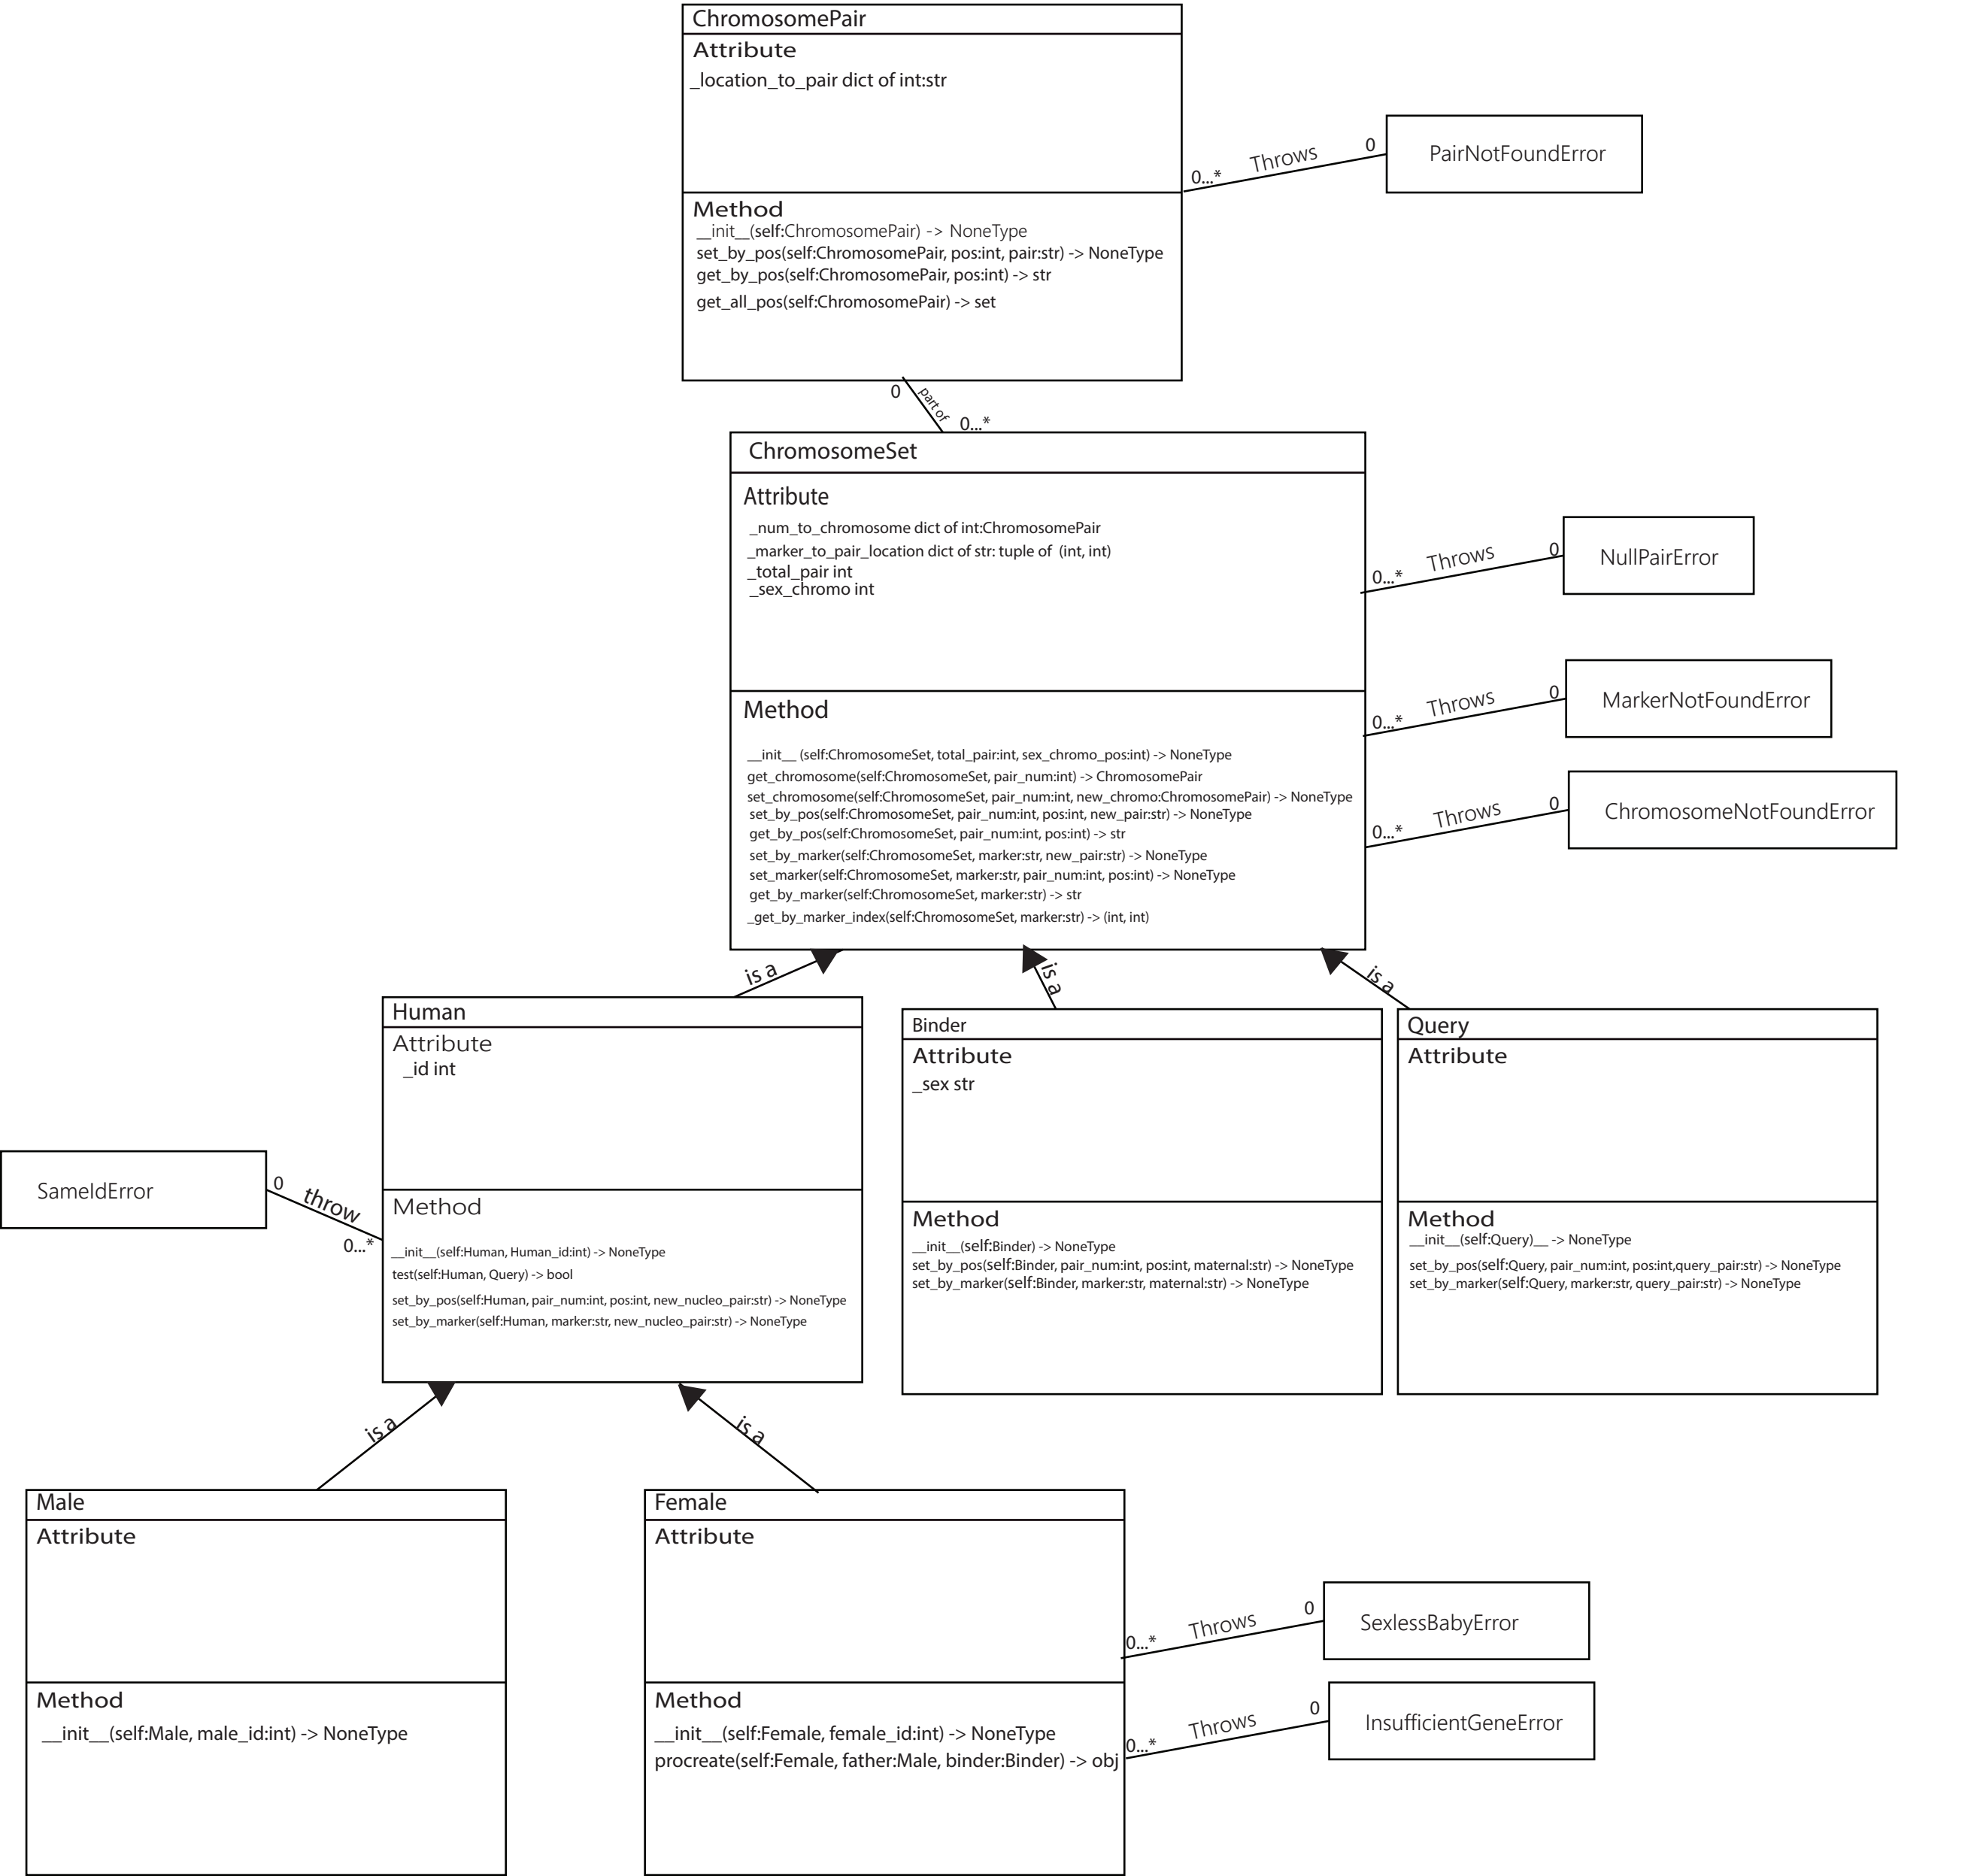 ChromosomePair
Attribute
_location_to_pair dict of int:str
Method
__init__(self:ChromosomePair) -> NoneType
set_by_pos(self:ChromosomePair, pos:int, pair:str) -> NoneType
get_by_pos(self:ChromosomePair, pos:int) -> str
get_all_pos(self:ChromosomePair) -> set
0...* Throws 0
PairNotFoundError
0 part of 0...*
ChromosomeSet
Attribute
_num_to_chromosome dict of int:ChromosomePair
_marker_to_pair_location dict of str: tuple of (int, int)
_total_pair int
_sex_chromo int
Method
__init__ (self:ChromosomeSet, total_pair:int, sex_chromo_pos:int) -> NoneType
get_chromosome(self:ChromosomeSet, pair_num:int) -> ChromosomePair
set_chromosome(self:ChromosomeSet, pair_num:int, new_chromo:ChromosomePair) -> NoneType
set_by_pos(self:ChromosomeSet, pair_num:int, pos:int, new_pair:str) -> NoneType
get_by_pos(self:ChromosomeSet, pair_num:int, pos:int) -> str
set_by_marker(self:ChromosomeSet, marker:str, new_pair:str) -> NoneType
set_marker(self:ChromosomeSet, marker:str, pair_num:int, pos:int) -> NoneType
get_by_marker(self:ChromosomeSet, marker:str) -> str
_get_by_marker_index(self:ChromosomeSet, marker:str) -> (int, int)
0...* Throws 0
NullPairError
0...* Throws 0
MarkerNotFoundError
0...* Throws 0
ChromosomeNotFoundError
is a
is a
is a
Human
Attribute
_id int
Method
__init__(self:Human, Human_id:int) -> NoneType
test(self:Human, Query) -> bool
set_by_pos(self:Human, pair_num:int, pos:int, new_nucleo_pair:str) -> NoneType
set_by_marker(self:Human, marker:str, new_nucleo_pair:str) -> NoneType
SameIdError
0 throw 0...*
Binder
Attribute
_sex str
Method
__init__(self:Binder) -> NoneType
set_by_pos(self:Binder, pair_num:int, pos:int, maternal:str) -> NoneType
set_by_marker(self:Binder, marker:str, maternal:str) -> NoneType
Query
Attribute
Method
__init__(self:Query)__ -> NoneType
set_by_pos(self:Query, pair_num:int, pos:int,query_pair:str) -> NoneType
set_by_marker(self:Query, marker:str, query_pair:str) -> NoneType
is a
is a
Male
Attribute
Method
__init__(self:Male, male_id:int) -> NoneType
Female
Attribute
Method
__init__(self:Female, female_id:int) -> NoneType
procreate(self:Female, father:Male, binder:Binder) -> obj
0...* Throws 0
SexlessBabyError
0...* Throws 0
InsufficientGeneError